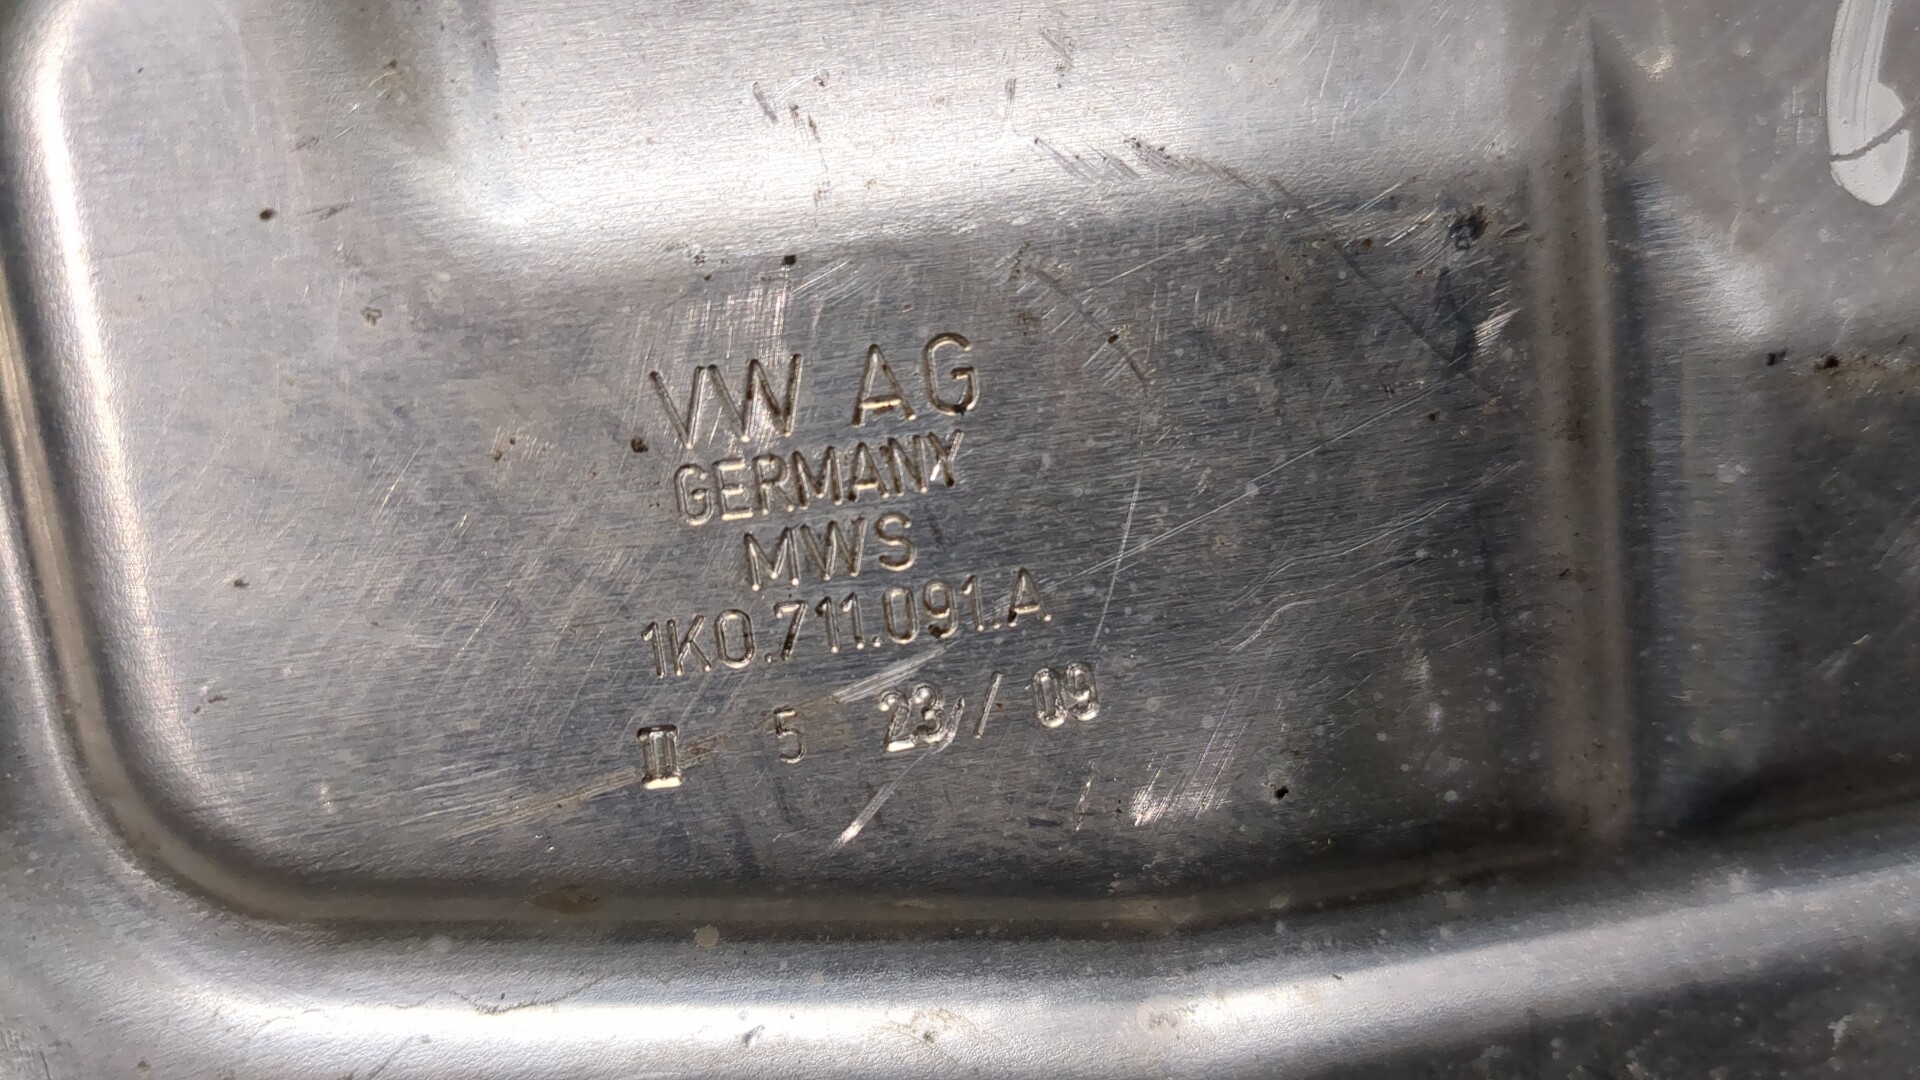 VW AG
GERMANY
MWS
1K0.711.091.A.
II 5 23 / 09